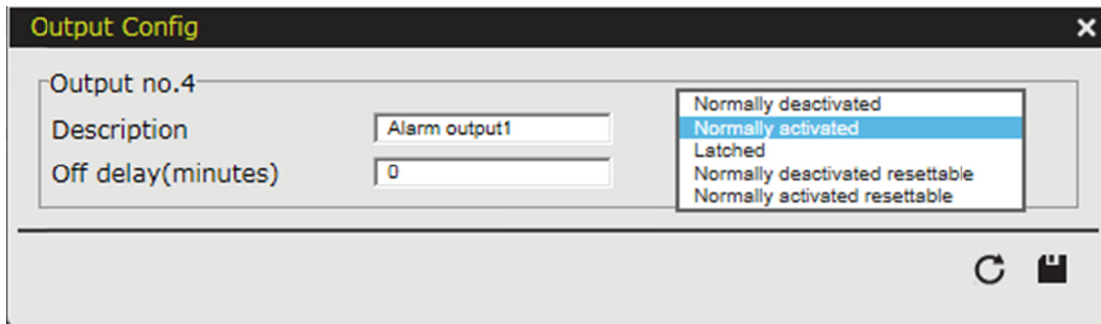 Output Config
Output no.4
Description
Alarm output1
Off delay(minutes)
0
Normally deactivated
Normally activated
Latched
Normally deactivated resettable
Normally activated resettable